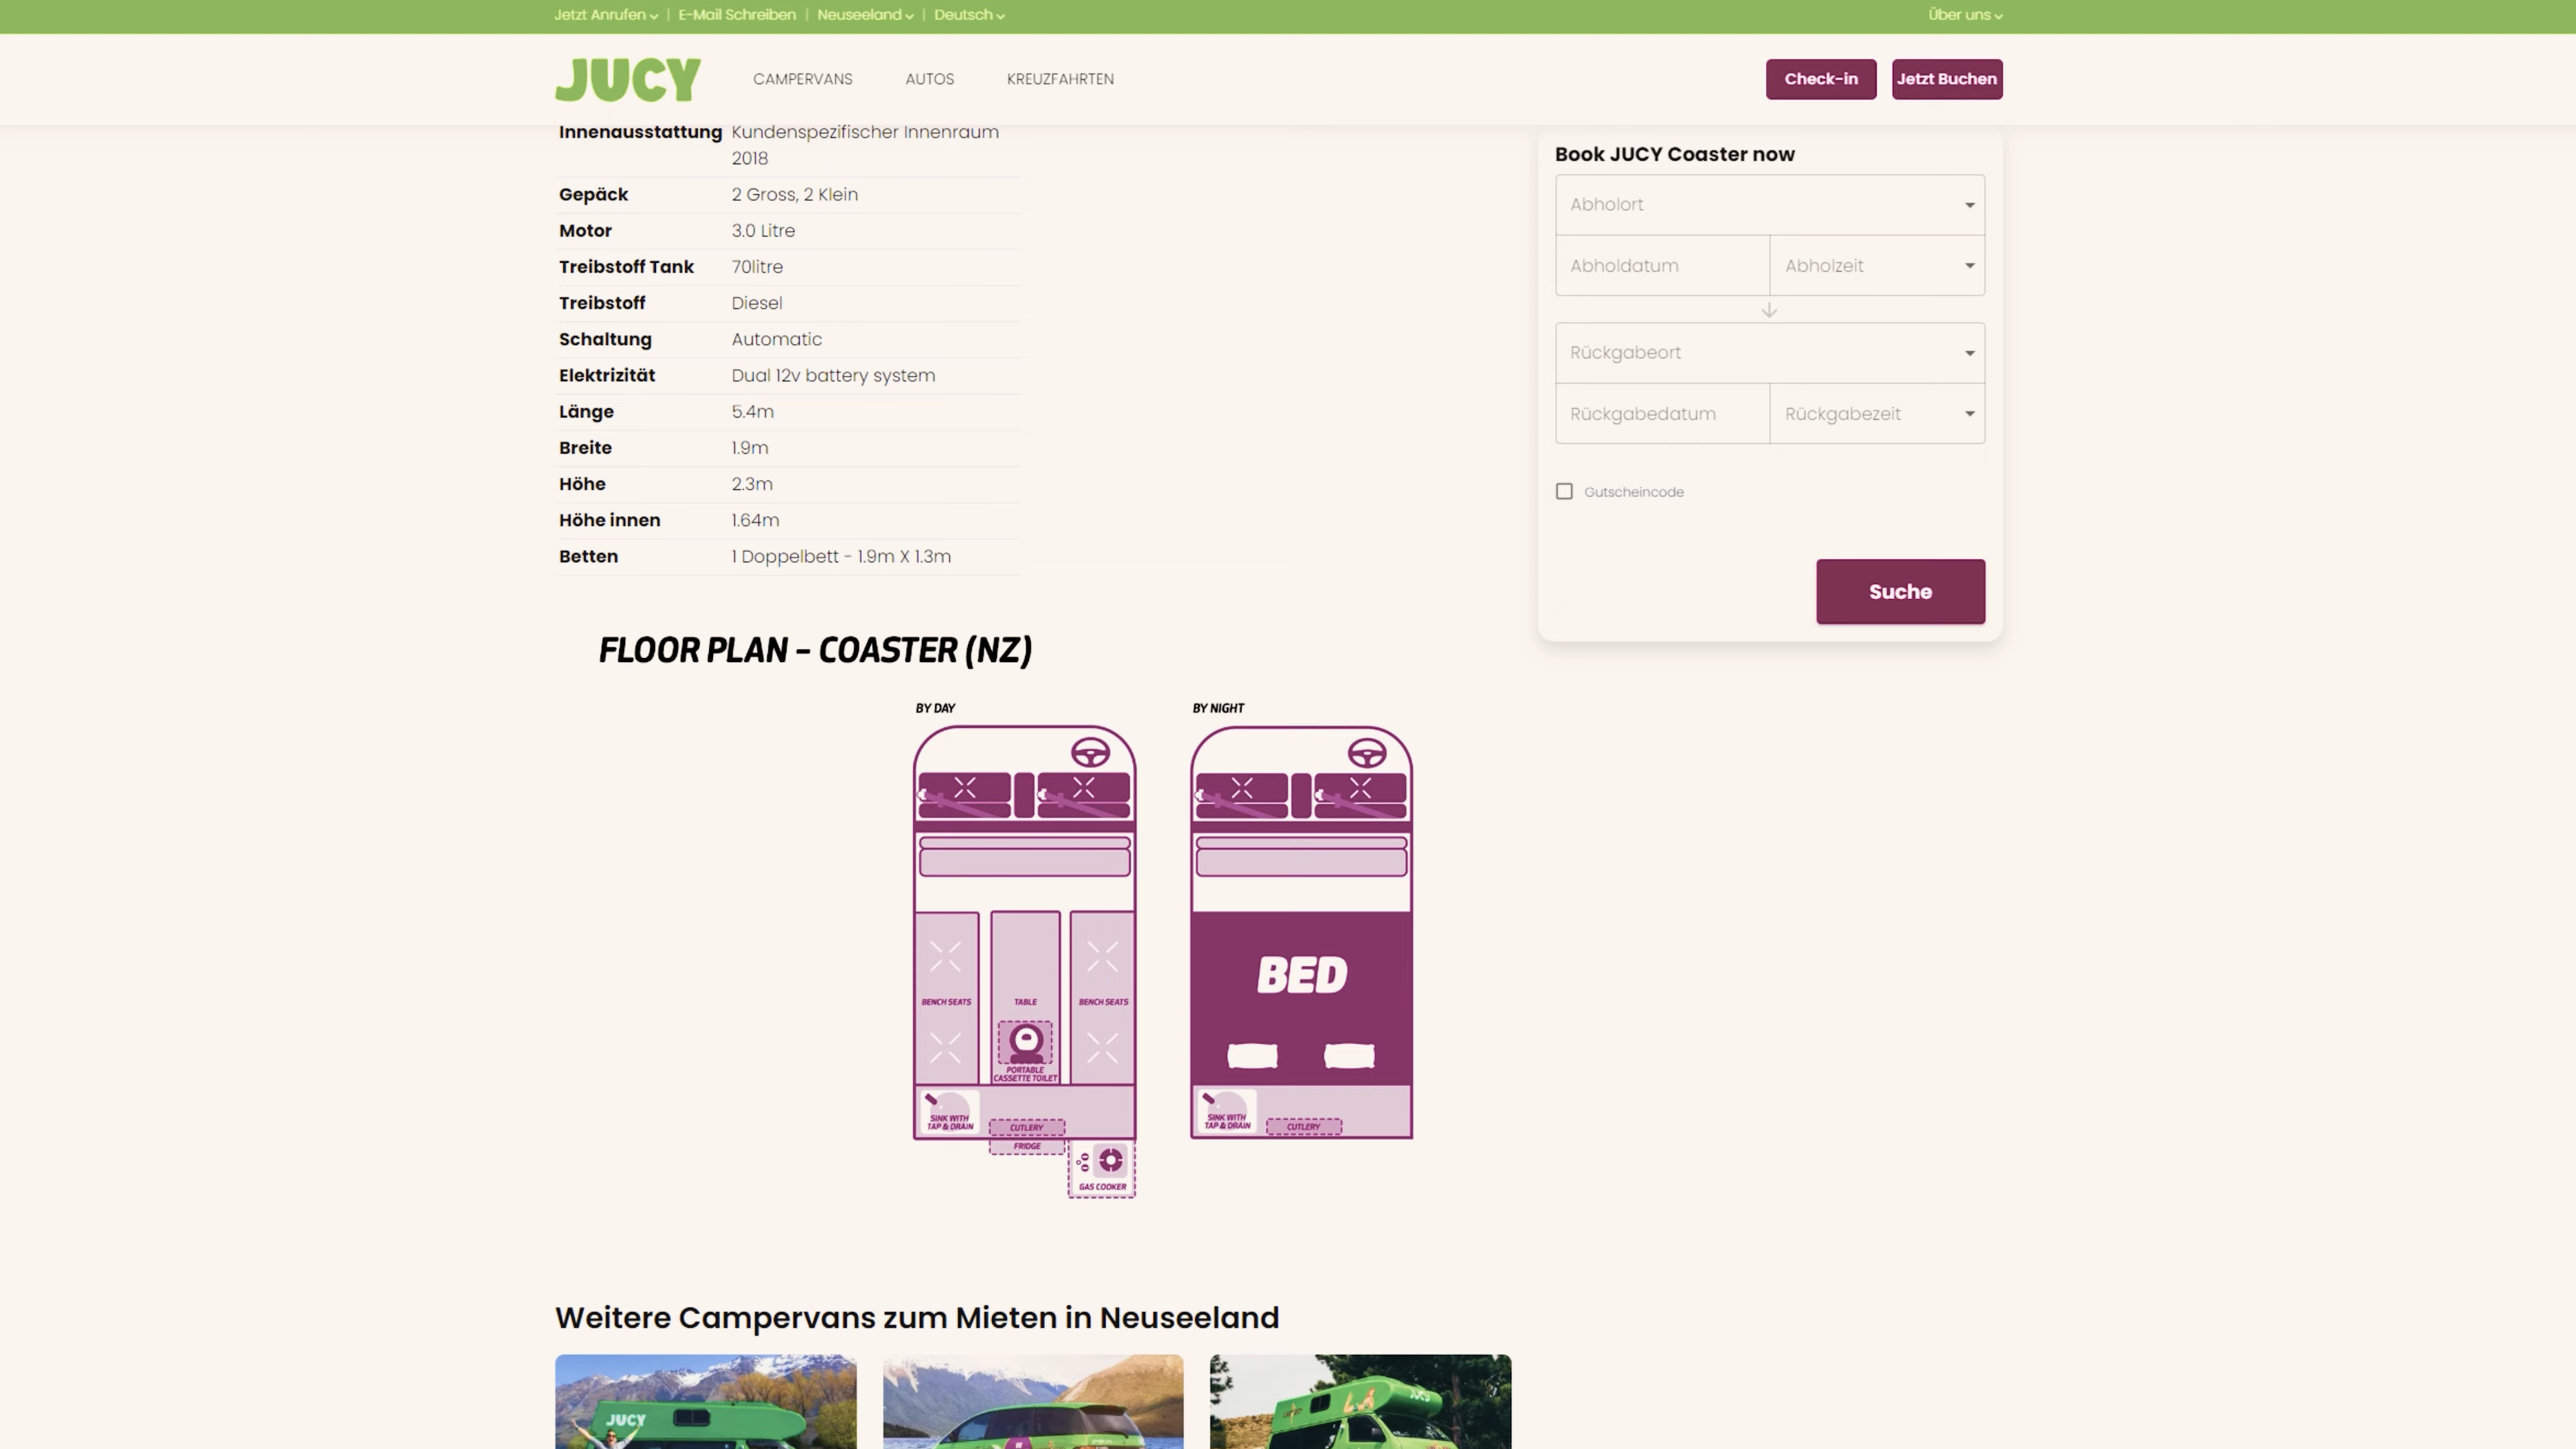 Jetzt Anrufen | E-Mail Schreiben | Neuseeland | Deutsch
Über uns
JUCY
CAMPERVANS
AUTOS
KREUZFAHRTEN
Check-in
Jetzt Buchen
Innenausstattung Kundenspezifischer Innenraum
2018
Gepäck 2 Gross, 2 Klein
Motor 3.0 Litre
Treibstoff Tank 70litre
Treibstoff Diesel
Schaltung Automatic
Elektrizität Dual 12v battery system
Länge 5.4m
Breite 1.9m
Höhe 2.3m
Höhe innen 1.64m
Betten 1 Doppelbett - 1.9m X 1.3m
Book JUCY Coaster now
Abholort
Abholdatum
Abholzeit
Rückgabeort
Rückgabedatum
Rückgabezeit
Gutscheincode
Suche
FLOOR PLAN – COASTER (NZ)
BY DAY
BENCH SEATS
TABLE
BENCH SEATS
PORTABLE
CASSETTE TOILET
SINK WITH
TAP & DRAIN
CUTLERY
FRIDGE
GAS COOKER
BY NIGHT
BED
SINK WITH
TAP & DRAIN
CUTLERY
Weitere Campervans zum Mieten in Neuseeland
JUCY
JUCY